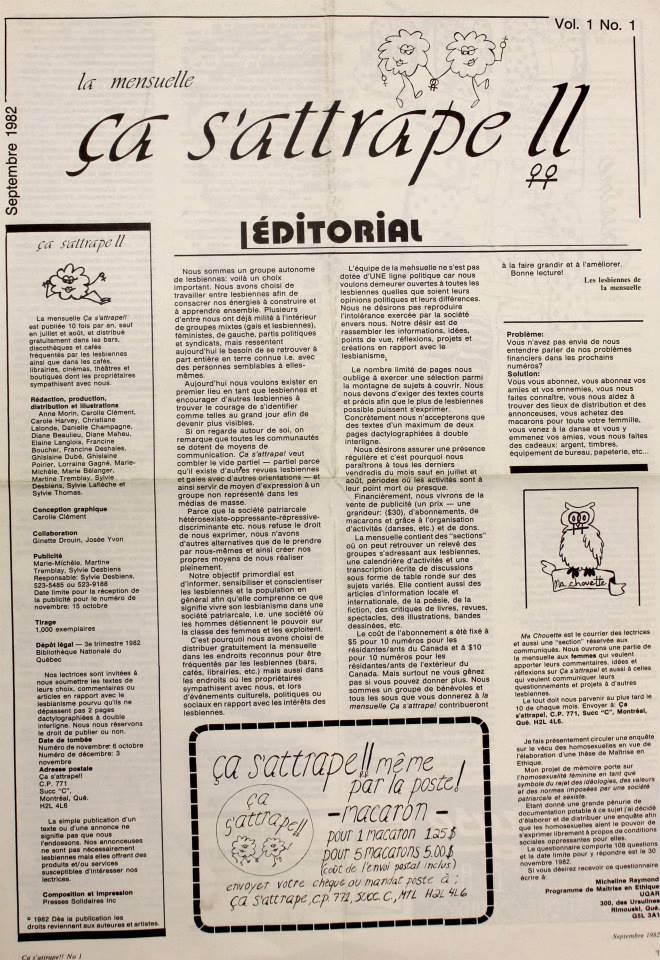 Vol. 1 No. 1
Septembre 1982
la mensuelle
ça s'attrape!!
ça s'attrape!!
La mensuelle Ça s'attrape!!
est publiée 10 fois par an, sauf
en juillet et août, et distribué
gratuitement dans les bars,
discothèques et cafés
fréquentés par les lesbiennes
ainsi que dans les cafés,
librairies, cinémas, théâtres et
boutiques dont les propriétaires
sympathisent avec nous.
Rédaction, production,
distribution et illustrations
Anne Morin, Carolle Clément,
Carole Harvey, Christiane
Lalonde, Danielle Champagne,
Diane Beaulieu, Diane Meunier,
Elaine Langlois, Francine
Boucher, Francine Deshaies,
Ghislaine Dubé, Ghislaine
Poirier, Lorraine Gagné, Marie-
Michèle, Marie Bélanger,
Martine Tremblay, Sylvie
Desbiens, Sylvie Laflèche et
Sylvie Thomas.
Conception graphique
Carolle Clément
Collaboration
Ginette Drouin, Josée Yvon
Publicité
Marie-Michèle, Martine
Tremblay, Sylvie Desbiens
Responsable: Sylvie Desbiens,
523-5485 ou 523-9188
Date limite pour la réception de
la publicité pour le numéro de
novembre: 15 octobre
Tirage
1,000 exemplaires
Dépôt légal — 3e trimestre 1982
Bibliothèque Nationale du
Québec
Nos lectrices sont invitées à
nous soumettre les textes de
leurs choix, commentaires ou
articles en rapport avec le
lesbianisme pourvu qu'ils ne
dépassent pas 2 pages
dactylographiées à double
interligne. Nous nous réservons
le droit de publier ou non.
Date de tombée
Numéro de novembre: 6 octobre
Numéro de décembre: 3
novembre
Adresse postale
Ça s'attrape!!
C.P. 771
Succ "C",
Montréal, Qué.
H2L 4L6
La simple publication d'un
texte ou d'une annonce ne
signifie pas que nous
l'endossons. Nos annonceuses
ne sont pas nécessairement
lesbiennes mais elles offrent des
produits et/ou services
susceptibles d'intéresser nos
lectrices.
Composition et impression
Presses Solidaires Inc
© 1982 Dès la publication les
droits reviennent aux auteures et artistes.
ÉDITORIAL
Nous sommes un groupe autonome
de lesbiennes: voilà un choix
important. Nous avons choisi de
travailler entre lesbiennes afin de
consacrer nos énergies à construire et
à apprendre ensemble. Plusieurs
d'entre nous ont déjà milité à l'intérieur
de groupes mixtes (gais et lesbiennes),
féministes, de gauche, partis politiques
et syndicats, mais ressentent
aujourd'hui le besoin de se retrouver à
part entière en terre connue i.e. avec
des personnes semblables à elles-
mêmes.
Aujourd'hui nous voulons exister en
premier lieu en tant que lesbiennes et
encourager d'autres lesbiennes à
trouver le courage de s'identifier
comme telles au grand jour afin de
devenir plus visibles.
Si on regarde autour de soi, on
remarque que toutes les communautés
se dotent de moyens de
communication. Ça s'attrape! veut
combler le vide partiel — partiel parce
qu'il existe d'autres revues lesbiennes
et gaies avec d'autres orientations — et
ainsi servir de moyen d'expression à un
groupe non représenté dans les
médias de masse.
Parce que la société patriarcale
hétérosexiste-oppressante-répressive-
discriminante etc. nous refuse le droit
de nous exprimer, nous n'avons
d'autres alternatives que de le prendre
par nous-mêmes et ainsi créer nos
propres moyens de nous réaliser
pleinement.
Notre objectif primordial est
d'informer, sensibiliser et conscientiser
les lesbiennes et la population en
général afin qu'elle comprenne ce que
signifie vivre son lesbianisme dans une
société patriarcale, i.e. une société où
les hommes détiennent le pouvoir sur
la classe des femmes et les exploitent.
C'est pourquoi nous avons choisi de
distribuer gratuitement la mensuelle
dans les endroits reconnus pour être
fréquentés par les lesbiennes (bars,
cafés, librairies, etc.) mais aussi dans
les endroits où les propriétaires
sympathisent avec nous, et lors
d'événements culturels, politiques ou
sociaux en rapport avec les intérêts des
lesbiennes.
L'équipe de la mensuelle ne s'est pas
dotée d'UNE ligne politique car nous
voulons demeurer ouvertes à toutes les
lesbiennes quelles que soient leurs
opinions politiques et leurs différences.
Nous ne désirons pas reproduire
l'intolérance exercée par la société
envers nous. Notre désir est de
rassembler les informations, idées,
points de vue, réflexions, projets et
créations en rapport avec le
lesbianisme.
Le nombre limité de pages nous
oblige à exercer une sélection parmi
la montagne de sujets à couvrir. Nous
nous devons d'exiger des textes courts
et précis afin que le plus de lesbiennes
possible puissent s'exprimer.
Concrètement nous n'accepterons que
des textes d'un maximum de deux
pages dactylographiées à double
interligne.
Nous désirons assurer une présence
régulière et c'est pourquoi nous
paraîtrons à tous les derniers
vendredis du mois sauf en juillet et
août, périodes où les activités sont à
leur point mort ou presque.
Financièrement, nous vivrons de la
vente de publicité (un prix — une
grandeur: ($30), d'abonnements, de
macarons et grâce à l'organisation
d'activités (danses, etc.) et de dons.
La mensuelle contient des "sections"
où on peut retrouver un relevé des
groupes s'adressant aux lesbiennes,
une calendrière d'activités et une
transcription écrite de discussions
sous forme de table ronde sur des
sujets variés. Elle contient aussi des
articles d'information locale et
internationale, de la poésie, de la
fiction, des critiques de livres, revues,
spectacles, des illustrations, bandes
dessinées, etc.
Le coût de l'abonnement a été fixé à
$5 pour 10 numéros pour les
résidantes/ants du Canada et à $10
pour 10 numéros pour les
résidantes/ants de l'extérieur du
Canada. Mais surtout ne vous gênez
pas si vous pouvez donner plus. Nous
sommes un groupe de bénévoles et
tous les sous que vous donnerez à la
mensuelle Ça s'attrape! contribueront
à la faire grandir et à l'améliorer.
Bonne lecture!
Les lesbiennes de
la mensuelle
Problème:
Vous n'avez pas envie de nous
entendre parler de nos problèmes
financiers dans les prochains
numéros?
Solution:
Vous vous abonnez, vous abonnez vos
amies et vos ennemies, vous nous
faites connaître, vous nous aidez à
trouver des lieux de distribution et des
annonceuses, vous achetez des
macarons pour toute votre femmille,
vous venez à la danse et vous y
emmenez vos amies, vous nous faites
des cadeaux: argent, timbres,
équipement de bureau, papeterie, etc...
Ma chouette
Ma Chouette est le courrier des lectrices
et aussi une "section" réservée aux
communiqués. Nous ouvrons une partie de
la mensuelle aux femmes qui veulent
apporter leurs commentaires, idées et
réflexions sur Ça s'attrape! et aussi à celles
qui veulent communiquer leurs
questionnements et projets à d'autres
lesbiennes.
Le tout doit nous parvenir au plus tard le
10 de chaque mois. Envoyer à: Ça
s'attrape!, C.P. 771, Succ "C", Montréal,
Qué. H2L 4L6.
Je fais présentement circuler une enquête
sur le vécu des homosexuelles en vue de
l'élaboration d'une thèse de Maîtrise en
Ethique.
Mon projet de mémoire porte sur
l'homosexualité féminine en tant que
symbole du rejet des idéologies, des valeurs
et des normes imposées par une société
patriarcale et sexiste.
Etant donné une grande pénurie de
documentation potable à ce sujet j'ai décidé
d'élaborer et de distribuer une enquête afin
que les homosexuelles aient le pouvoir de
s'exprimer librement à propos de conditions
sociales oppressantes pour elles.
Le questionnaire comporte 108 questions
et la date limite pour y répondre est le 30
novembre 1982.
Si vous désirez recevoir ce questionnaire
écrire à:
Micheline Raymond
Programme de Maîtrise en Ethique
UQAR
300, des Ursulines
Rimouski, Qué.
G5L 3A1
ça s'attrape!! même
par la poste!
ça
s'attrape!!
-macaron-
pour 1 macaron 1.25$
pour 5 macarons 5.00$
(coût de l'envoi postal inclus)
envoyer votre chèque ou mandat poste à :
ça s'attrape, C.P. 771, Succ. C., MTL H2L 4L6
Ça s'attrape!! No 1
Septembre 1982
1